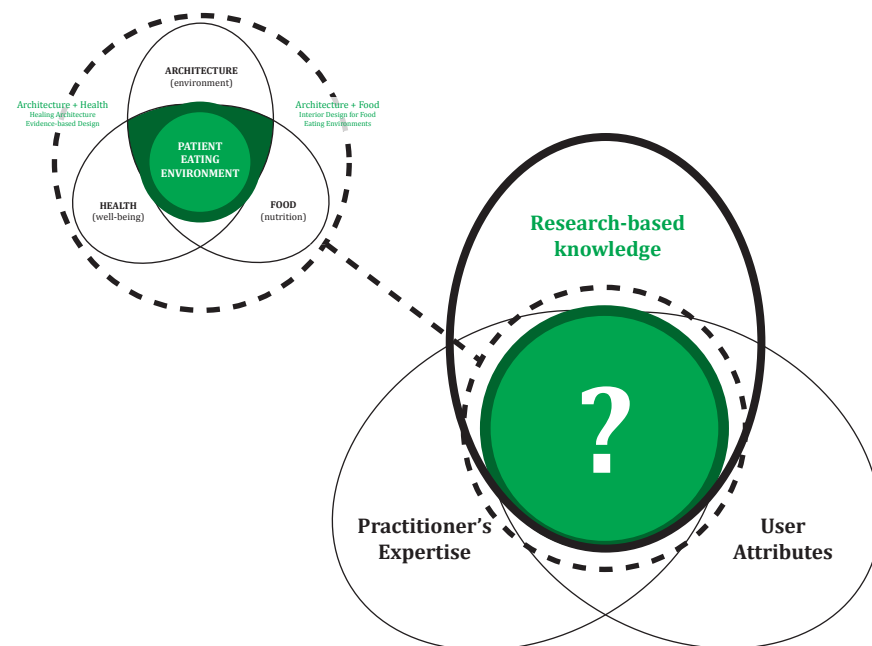 ARCHITECTURE
(environment)
Architecture + Health
Healing Architecture
Evidence-based Design
Architecture + Food
Interior Design for Food
Eating Environments
PATIENT
EATING
ENVIRONMENT
HEALTH
(well-being)
FOOD
(nutrition)
Research-based
knowledge
?
Practitioner’s
Expertise
User
Attributes